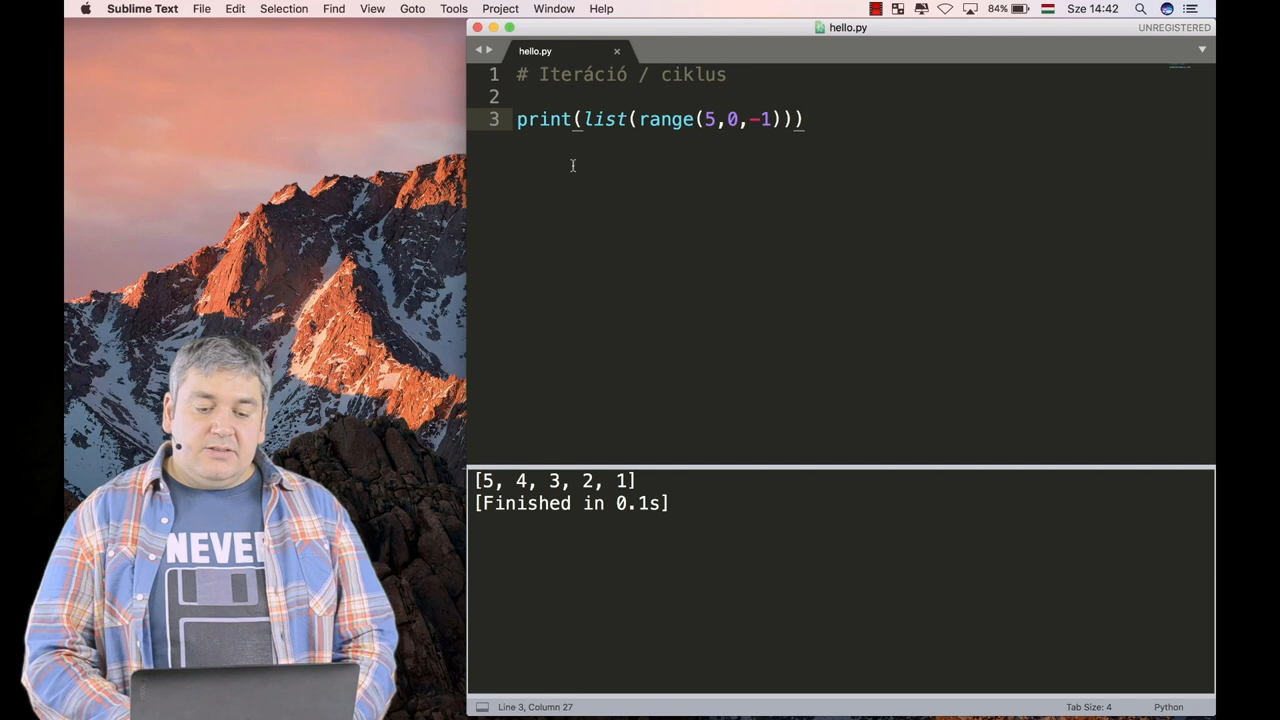 Sublime Text File Edit Selection Find View Goto Tools Project Window Help 84% Sze 14:42
hello.py UNREGISTERED
hello.py
1 # Iteráció / ciklus
2
3 print(list(range(5,0,-1)))
[5, 4, 3, 2, 1]
[Finished in 0.1s]
NEVER
Line 3, Column 27 Tab Size: 4 Python